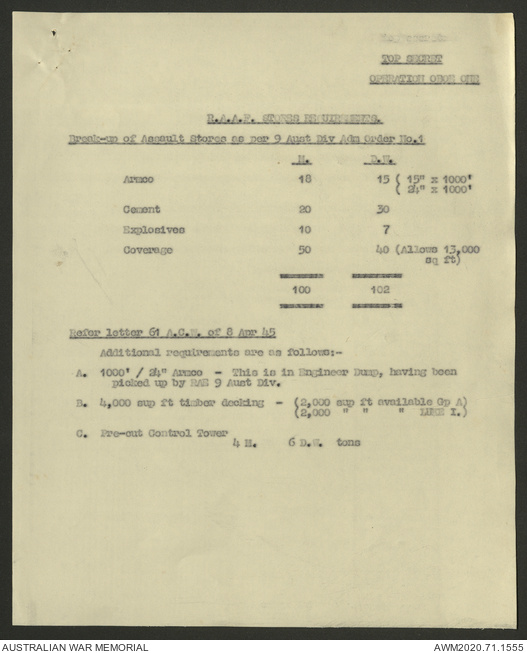 TOP SECRET
OPERATION OBOE ONE
R.A.A.F. STORES REQUIREMENTS.
Break-up of Assault Stores as per 9 Aust Div Adm Order No.1
M. D.W.
Armco 18 15 ( 15" x 1000'
( 24" x 1000'
Cement 20 30
Explosives 10 7
Coverage 50 40 (Allows 13,000
sq ft)
100 102
Refer letter 61 A.C.W. of 8 Apr 45
Additional requirements are as follows:-
A. 1000' / 24" Armco - This is in Engineer Dump, having been
picked up by RAE 9 Aust Div.
B. 4,000 sup ft timber decking - (2,000 sup ft available Gp A)
(2,000 " " " I.)
C. Pre-cut Control Tower
4 M. 6 D.W. tons
AUSTRALIAN WAR MEMORIAL AWM2020.71.1555